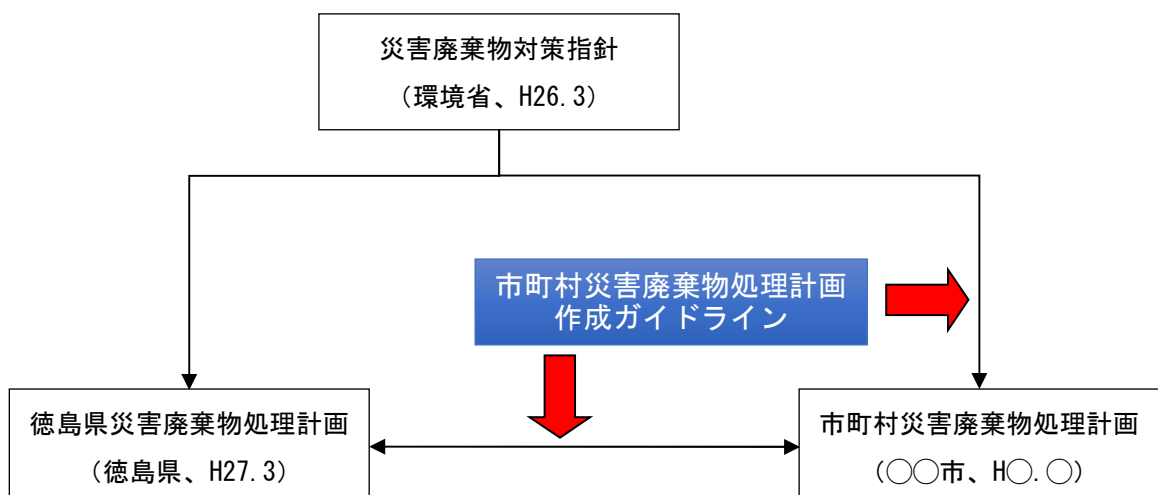 災害廃棄物対策指針
（環境省、H26.3）
市町村災害廃棄物処理計画
作成ガイドライン
徳島県災害廃棄物処理計画
（徳島県、H27.3）
市町村災害廃棄物処理計画
（○○市、H○.○）